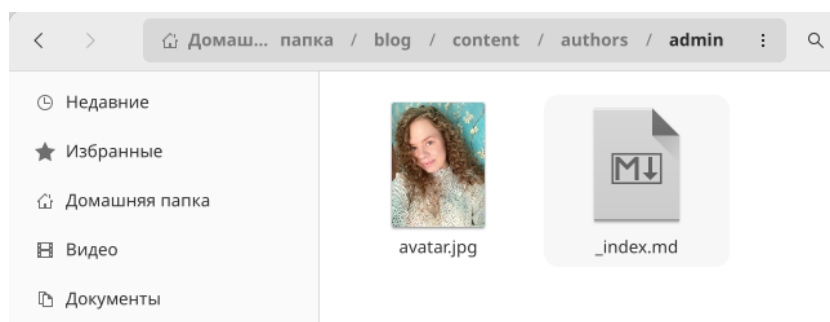 Домаш... папка / blog / content / authors / admin
Недавние
Избранные
Домашняя папка
Видео
Документы
avatar.jpg
_index.md